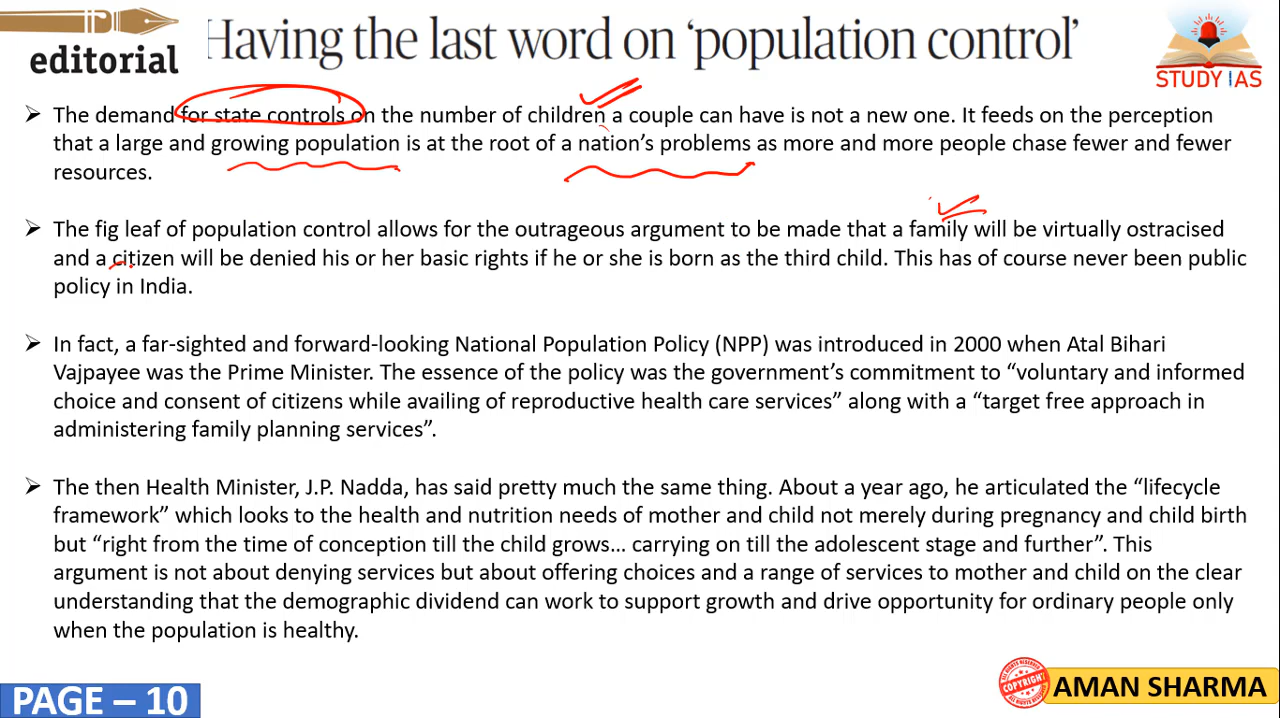 editorial
Having the last word on 'population control'
STUDY IAS
➢ The demand for state controls on the number of children a couple can have is not a new one. It feeds on the perception
that a large and growing population is at the root of a nation's problems as more and more people chase fewer and fewer
resources.
➢ The fig leaf of population control allows for the outrageous argument to be made that a family will be virtually ostracised
and a citizen will be denied his or her basic rights if he or she is born as the third child. This has of course never been public
policy in India.
➢ In fact, a far-sighted and forward-looking National Population Policy (NPP) was introduced in 2000 when Atal Bihari
Vajpayee was the Prime Minister. The essence of the policy was the government's commitment to “voluntary and informed
choice and consent of citizens while availing of reproductive health care services” along with a “target free approach in
administering family planning services”.
➢ The then Health Minister, J.P. Nadda, has said pretty much the same thing. About a year ago, he articulated the “lifecycle
framework” which looks to the health and nutrition needs of mother and child not merely during pregnancy and child birth
but “right from the time of conception till the child grows... carrying on till the adolescent stage and further”. This
argument is not about denying services but about offering choices and a range of services to mother and child on the clear
understanding that the demographic dividend can work to support growth and drive opportunity for ordinary people only
when the population is healthy.
PAGE – 10
COPYRIGHT
AMAN SHARMA